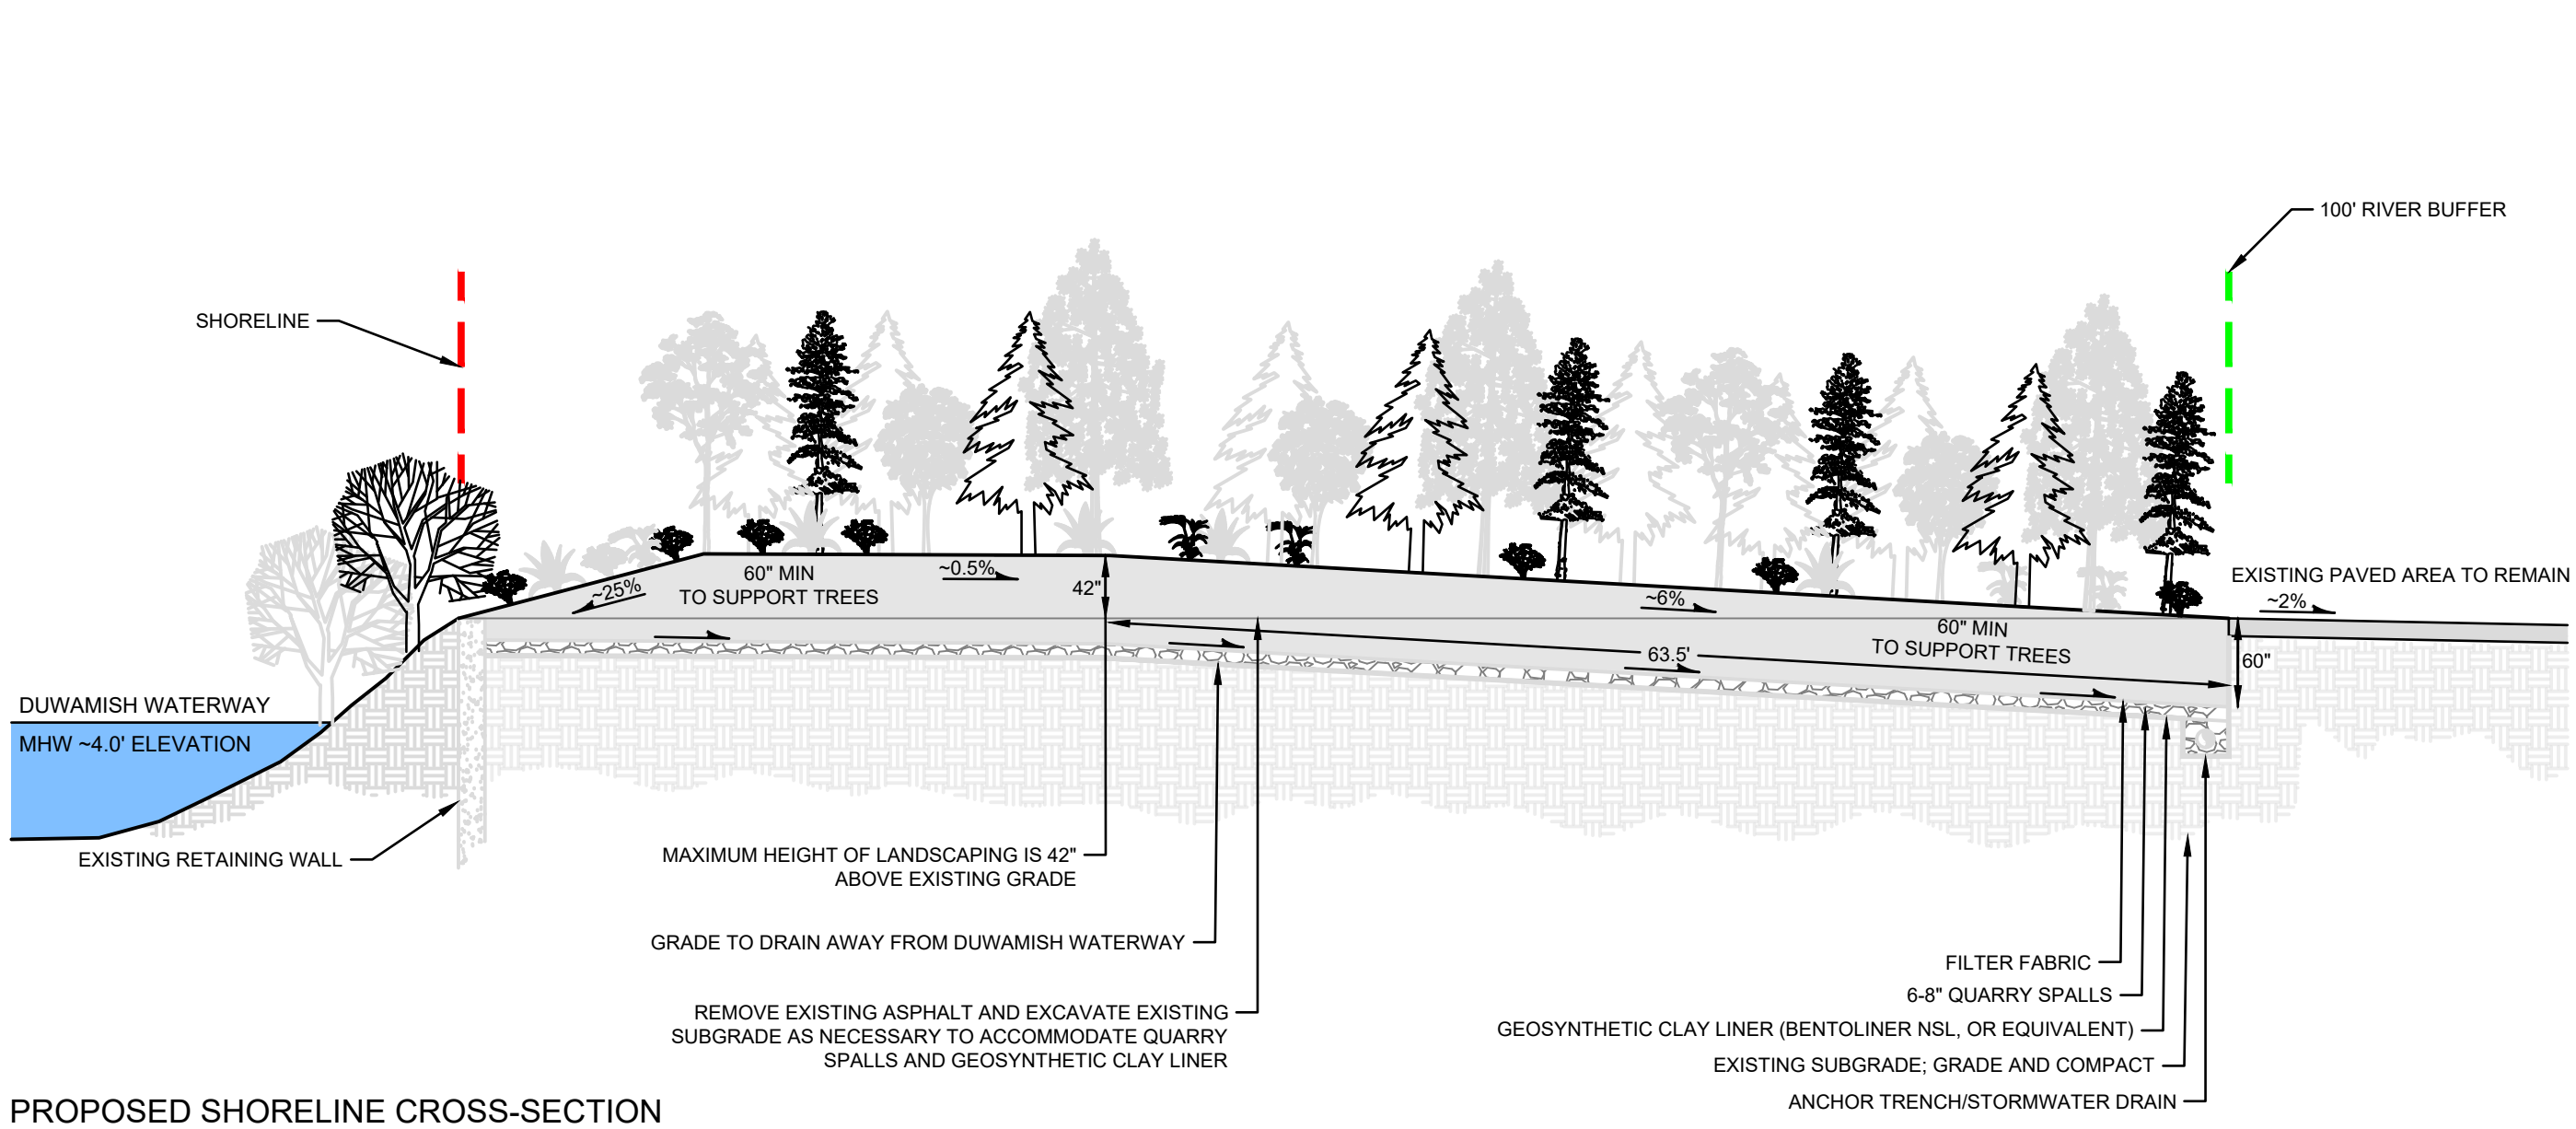 100' RIVER BUFFER
SHORELINE
EXISTING PAVED AREA TO REMAIN
~2%
~25%
60" MIN
TO SUPPORT TREES
~0.5%
42"
~6%
60" MIN
TO SUPPORT TREES
63.5'
60"
DUWAMISH WATERWAY
MHW ~4.0' ELEVATION
EXISTING RETAINING WALL
MAXIMUM HEIGHT OF LANDSCAPING IS 42"
ABOVE EXISTING GRADE
GRADE TO DRAIN AWAY FROM DUWAMISH WATERWAY
REMOVE EXISTING ASPHALT AND EXCAVATE EXISTING
SUBGRADE AS NECESSARY TO ACCOMMODATE QUARRY
SPALLS AND GEOSYNTHETIC CLAY LINER
FILTER FABRIC
6-8" QUARRY SPALLS
GEOSYNTHETIC CLAY LINER (BENTOLINER NSL, OR EQUIVALENT)
EXISTING SUBGRADE; GRADE AND COMPACT
ANCHOR TRENCH/STORMWATER DRAIN
PROPOSED SHORELINE CROSS-SECTION